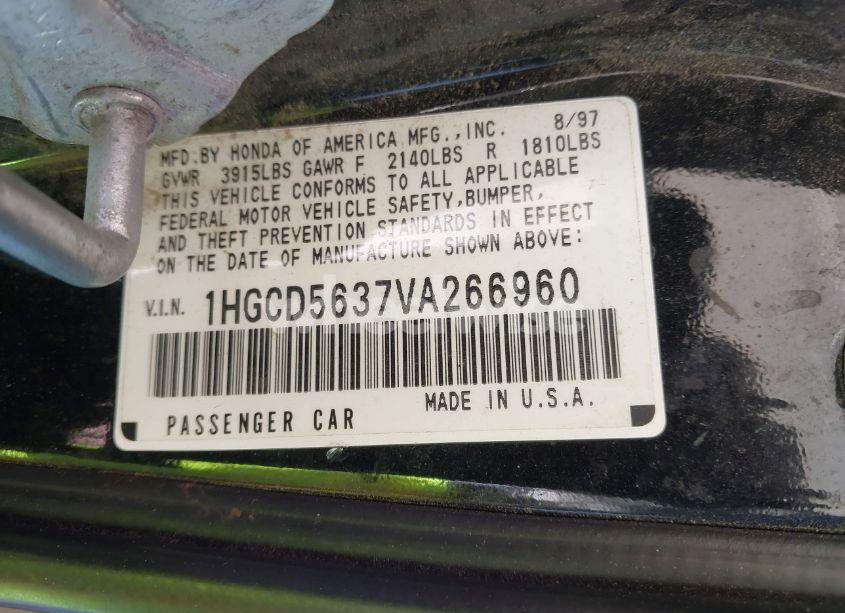 MFD.BY HONDA OF AMERICA MFG.,INC. 8/97
GVWR 3915LBS GAWR F 2140LBS R 1810LBS
THIS VEHICLE CONFORMS TO ALL APPLICABLE
FEDERAL MOTOR VEHICLE SAFETY,BUMPER,
AND THEFT PREVENTION STANDARDS IN EFFECT
ON THE DATE OF MANUFACTURE SHOWN ABOVE:
V.I.N. 1HGCD5637VA266960
PASSENGER CAR MADE IN U.S.A.